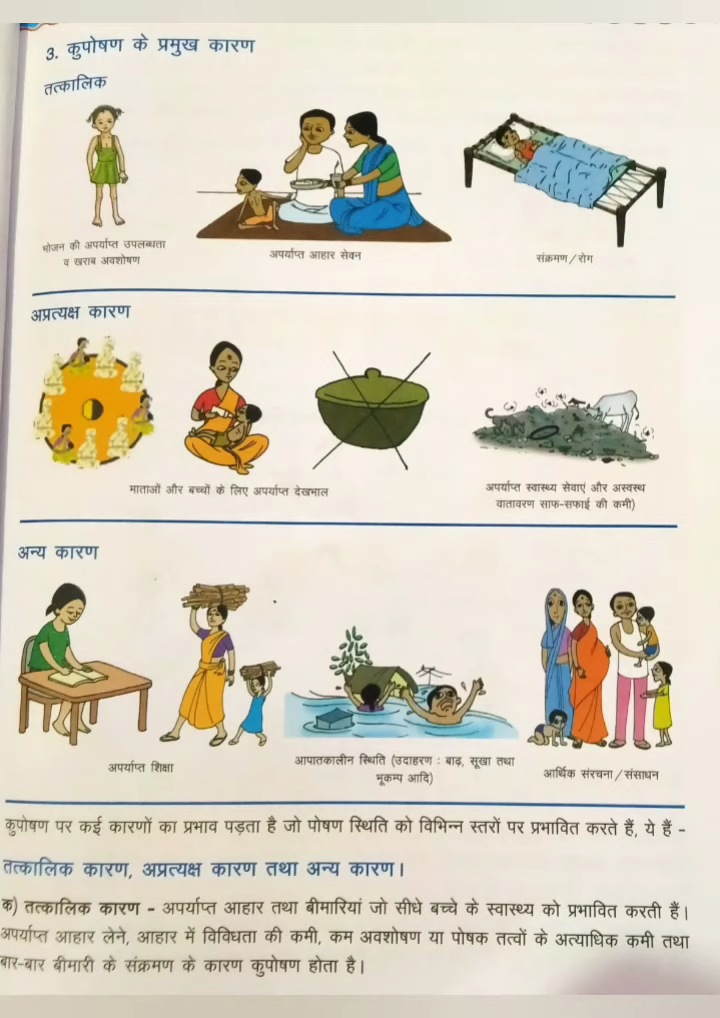 3. कुपोषण के प्रमुख कारण
तत्कालिक
भोजन की अपर्याप्त उपलब्धता
व खराब अवशोषण
अपर्याप्त आहार सेवन
संक्रमण/रोग
अप्रत्यक्ष कारण
माताओं और बच्चों के लिए अपर्याप्त देखभाल
अपर्याप्त स्वास्थ्य सेवाएं और अस्वस्थ
वातावरण साफ-सफाई की कमी)
अन्य कारण
अपर्याप्त शिक्षा
आपातकालीन स्थिति (उदाहरण : बाढ़, सूखा तथा
भूकम्प आदि)
आर्थिक संरचना/संसाधन
कुपोषण पर कई कारणों का प्रभाव पड़ता है जो पोषण स्थिति को विभिन्न स्तरों पर प्रभावित करते हैं, ये हैं -
तत्कालिक कारण, अप्रत्यक्ष कारण तथा अन्य कारण।
क) तत्कालिक कारण - अपर्याप्त आहार तथा बीमारियां जो सीधे बच्चे के स्वास्थ्य को प्रभावित करती हैं।
अपर्याप्त आहार लेने, आहार में विविधता की कमी, कम अवशोषण या पोषक तत्वों के अत्याधिक कमी तथा
बार-बार बीमारी के संक्रमण के कारण कुपोषण होता है।